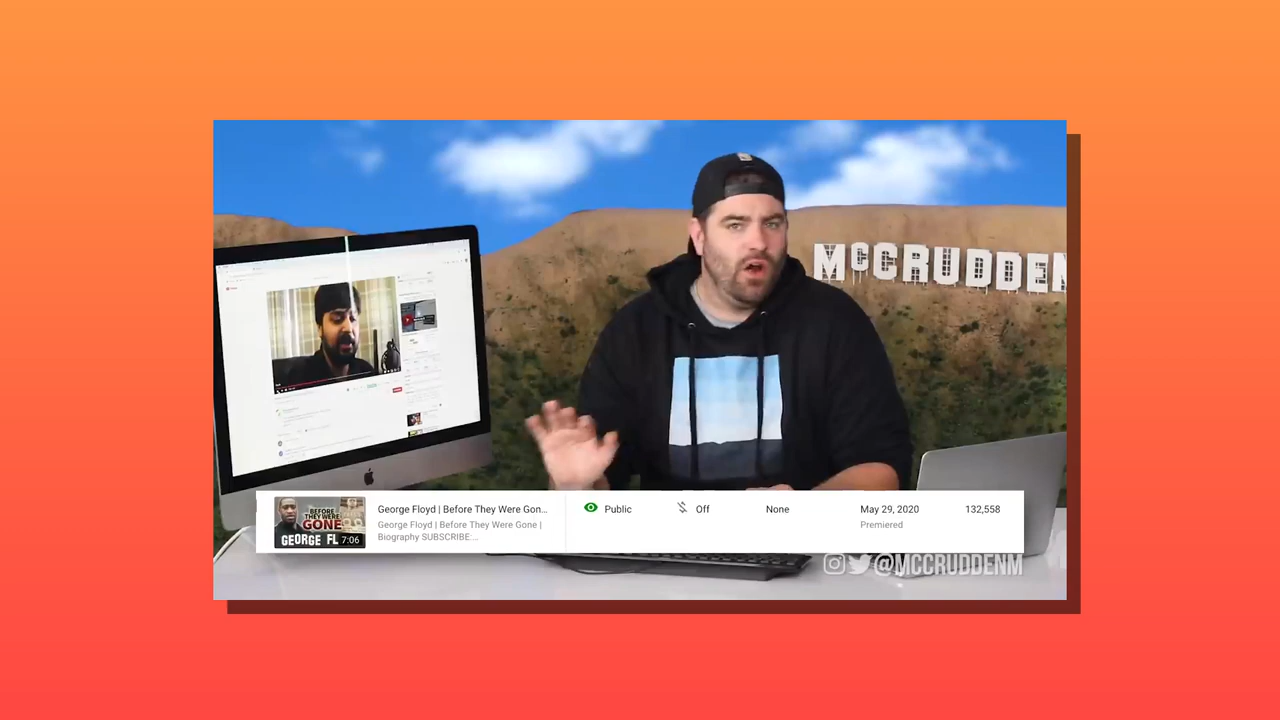 MCCRUDDEN
BEFORE
THEY WERE
GONE
GEORGE FL
7:06
George Floyd | Before They Were Gon...
George Floyd | Before They Were Gone |
Biography SUBSCRIBE:...
Public
Off
None
May 29, 2020
Premiered
132,558
@MCCRUDDENM